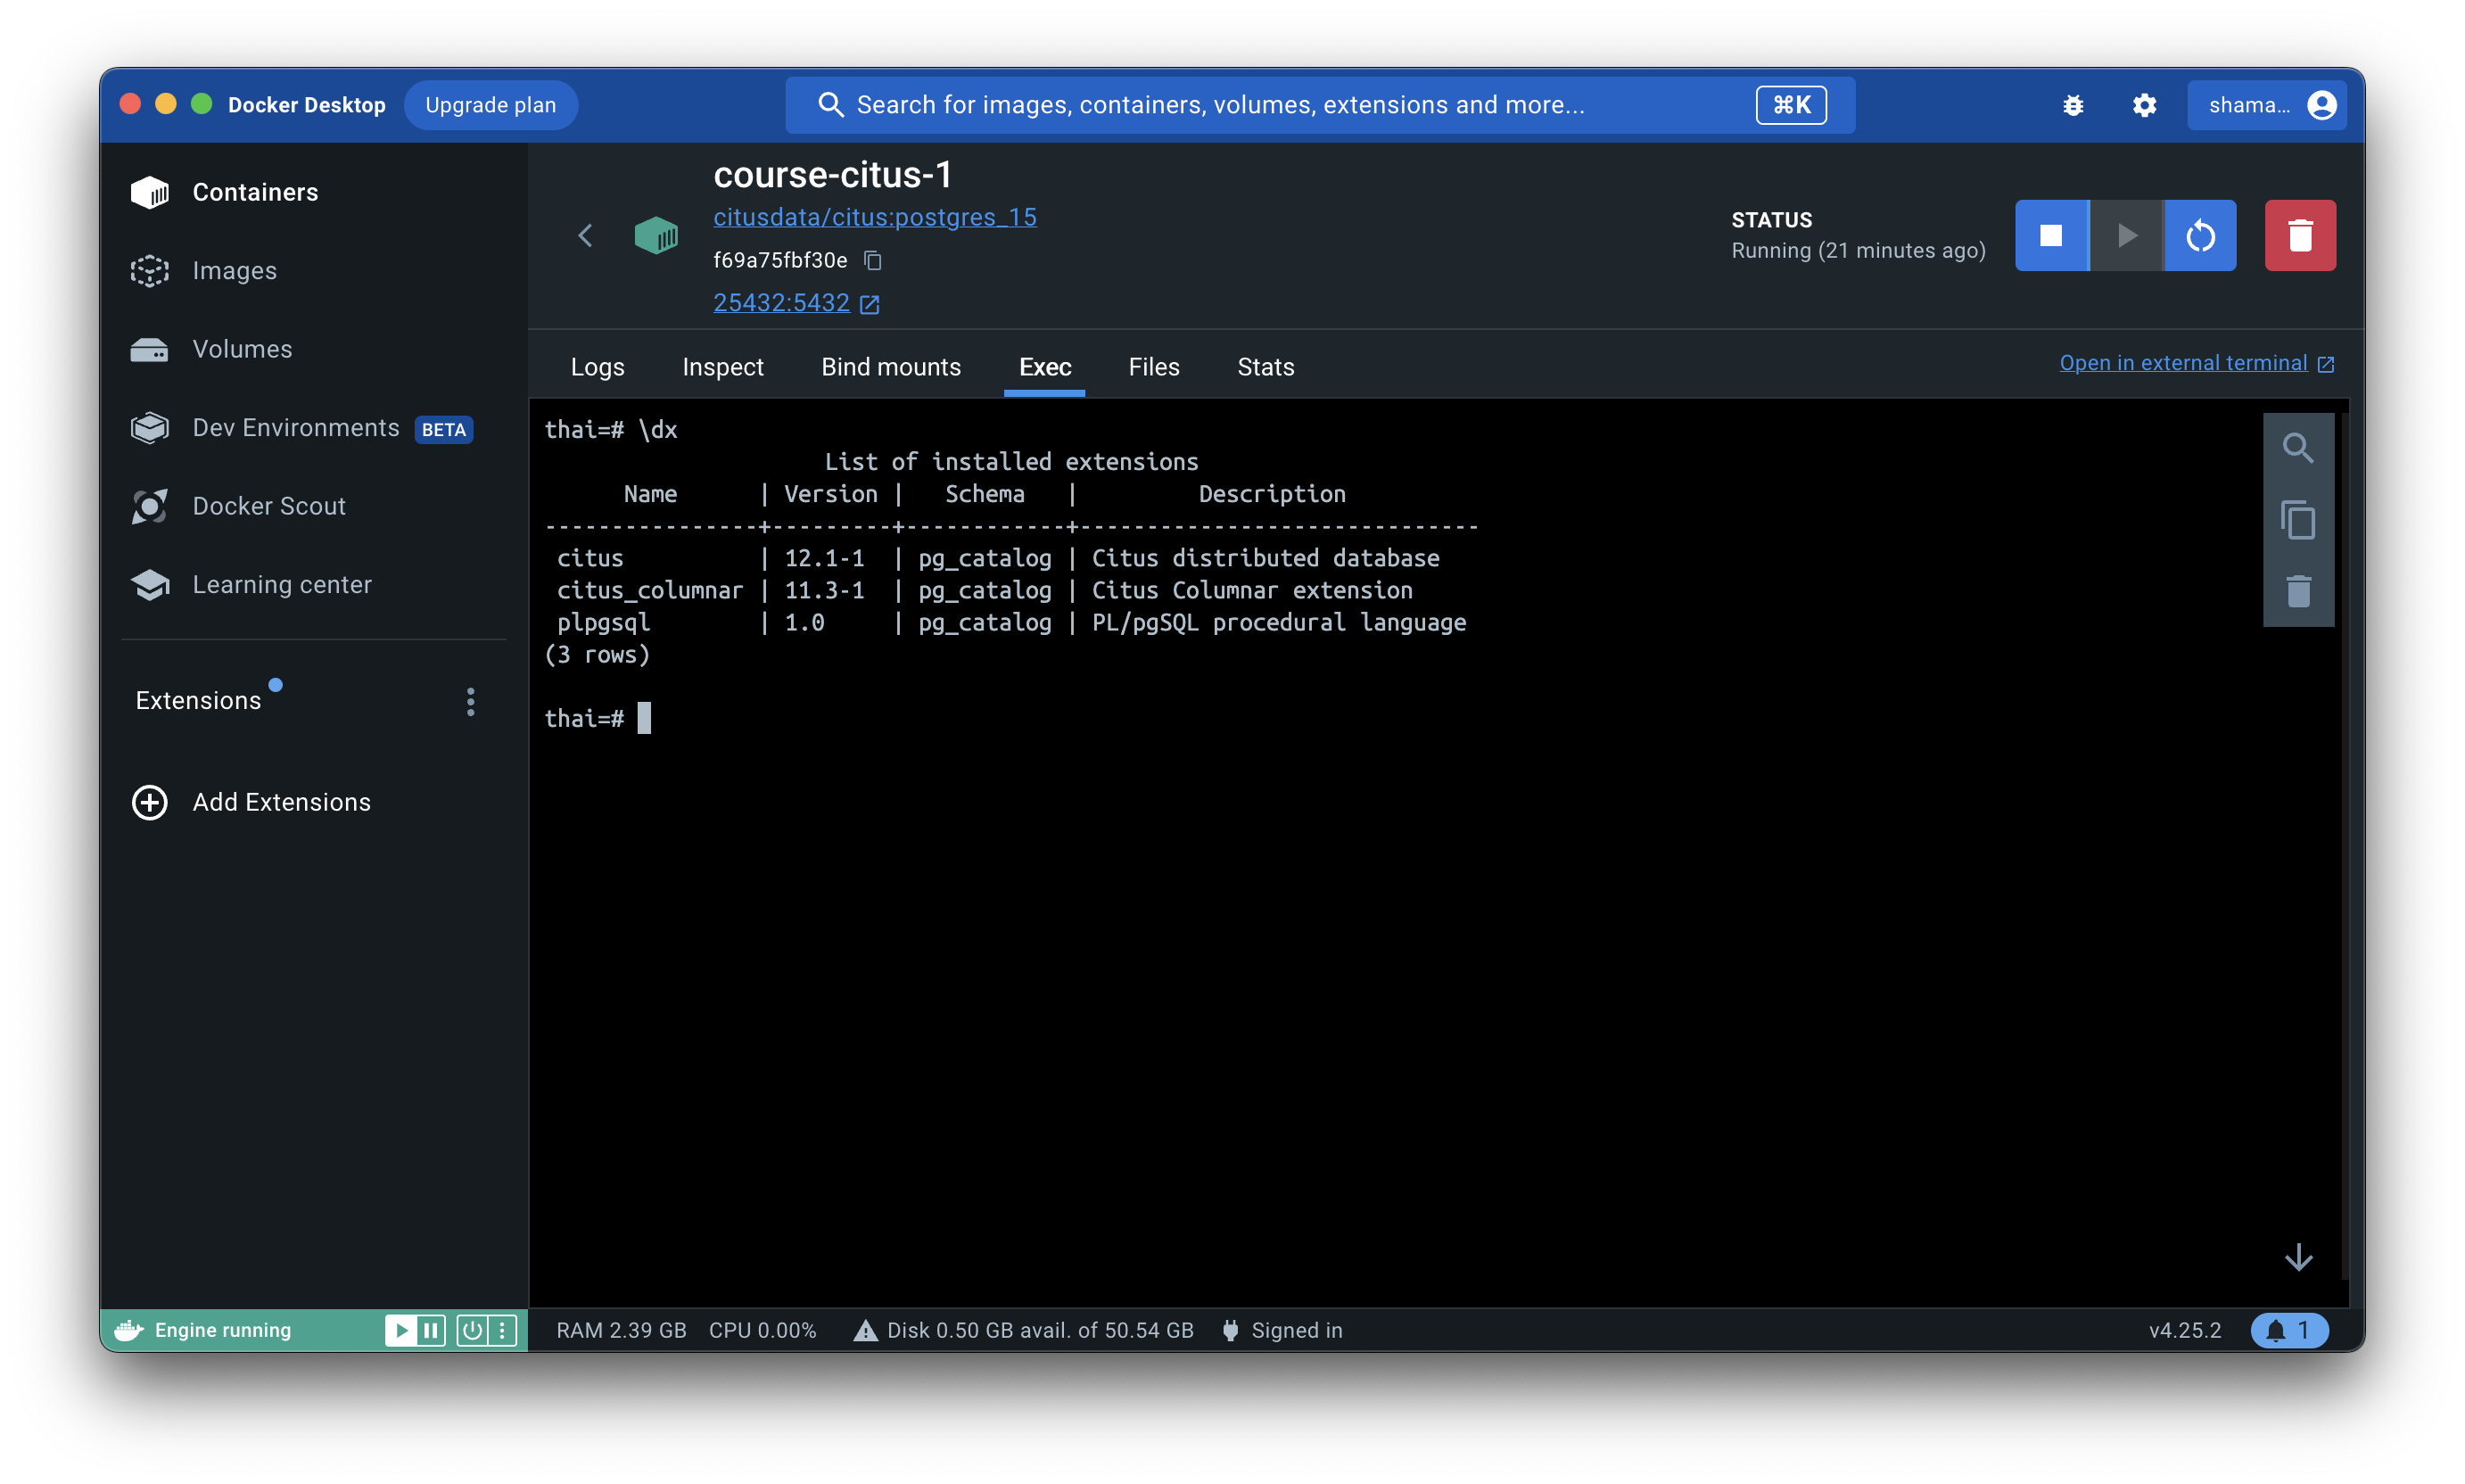 Docker Desktop
Upgrade plan
Search for images, containers, volumes, extensions and more...
⌘K
shama...
Containers
Images
Volumes
Dev Environments BETA
Docker Scout
Learning center
Extensions
Add Extensions
course-citus-1
citusdata/citus:postgres_15
f69a75fbf30e
25432:5432
STATUS
Running (21 minutes ago)
Logs Inspect Bind mounts Exec Files Stats
Open in external terminal
thai=# \dx
                     List of installed extensions
      Name      | Version |   Schema   |         Description
----------------+---------+------------+------------------------------
 citus          | 12.1-1  | pg_catalog | Citus distributed database
 citus_columnar | 11.3-1  | pg_catalog | Citus Columnar extension
 plpgsql        | 1.0     | pg_catalog | PL/pgSQL procedural language
(3 rows)
thai=#
Engine running
RAM 2.39 GB CPU 0.00% Disk 0.50 GB avail. of 50.54 GB Signed in
v4.25.2
1